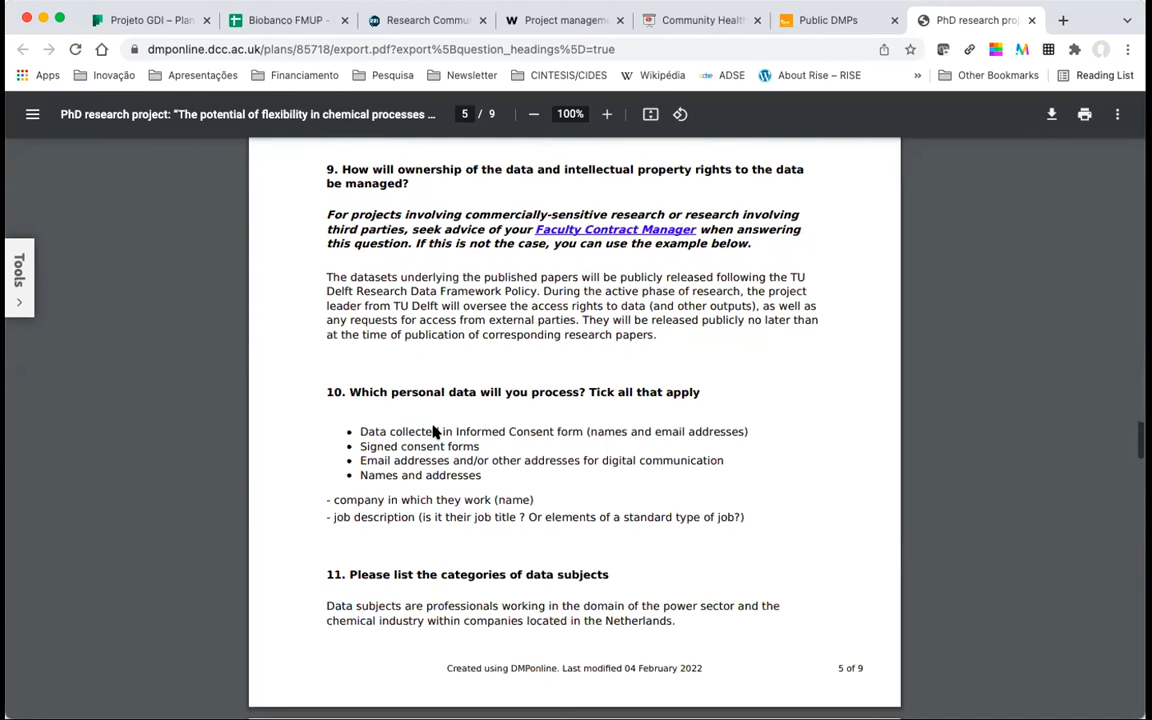 Projeto GDI – Plan
Biobanco FMUP -
Research Commu
Project managem
Community Healt
Public DMPs
PhD research proj
dmponline.dcc.ac.uk/plans/85718/export.pdf?export%5Bquestion_headings%5D=true
Apps
Inovação
Apresentações
Financiamento
Pesquisa
Newsletter
CINTESIS/CIDES
Wikipédia
ADSE
About Rise – RISE
»
Other Bookmarks
Reading List
PhD research project: “The potential of flexibility in chemical processes ...
5 / 9
100%
Tools
9. How will ownership of the data and intellectual property rights to the data
be managed?
For projects involving commercially-sensitive research or research involving
third parties, seek advice of your Faculty Contract Manager when answering
this question. If this is not the case, you can use the example below.
The datasets underlying the published papers will be publicly released following the TU
Delft Research Data Framework Policy. During the active phase of research, the project
leader from TU Delft will oversee the access rights to data (and other outputs), as well as
any requests for access from external parties. They will be released publicly no later than
at the time of publication of corresponding research papers.
10. Which personal data will you process? Tick all that apply
• Data collected in Informed Consent form (names and email addresses)
• Signed consent forms
• Email addresses and/or other addresses for digital communication
• Names and addresses
- company in which they work (name)
- job description (is it their job title ? Or elements of a standard type of job?)
11. Please list the categories of data subjects
Data subjects are professionals working in the domain of the power sector and the
chemical industry within companies located in the Netherlands.
Created using DMPonline. Last modified 04 February 2022
5 of 9